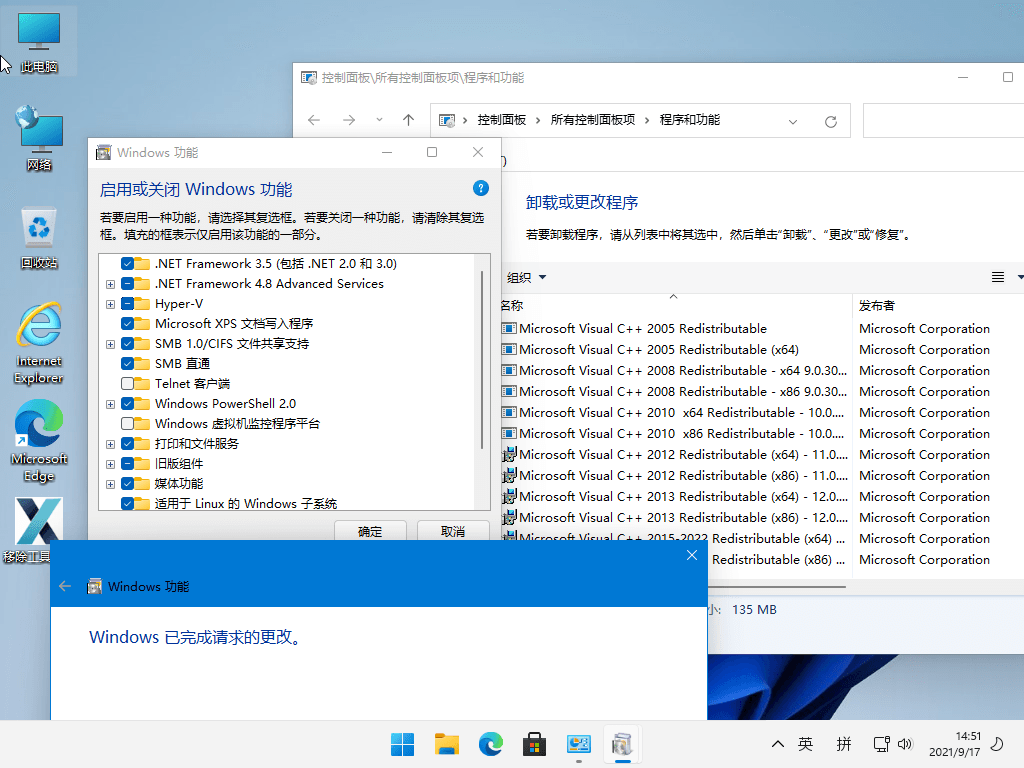 此电脑
网络
回收站
Internet
Explorer
Microsoft
Edge
移除工具
控制面板\所有控制面板项\程序和功能
控制面板 › 所有控制面板项 › 程序和功能
卸载或更改程序
若要卸载程序，请从列表中将其选中，然后单击“卸载”、“更改”或“修复”。
组织
名称 发布者
Microsoft Visual C++ 2005 Redistributable Microsoft Corporation
Microsoft Visual C++ 2005 Redistributable (x64) Microsoft Corporation
Microsoft Visual C++ 2008 Redistributable - x64 9.0.30... Microsoft Corporation
Microsoft Visual C++ 2008 Redistributable - x86 9.0.30... Microsoft Corporation
Microsoft Visual C++ 2010 x64 Redistributable - 10.0.... Microsoft Corporation
Microsoft Visual C++ 2010 x86 Redistributable - 10.0.... Microsoft Corporation
Microsoft Visual C++ 2012 Redistributable (x64) - 11.0.... Microsoft Corporation
Microsoft Visual C++ 2012 Redistributable (x86) - 11.0.... Microsoft Corporation
Microsoft Visual C++ 2013 Redistributable (x64) - 12.0.... Microsoft Corporation
Microsoft Visual C++ 2013 Redistributable (x86) - 12.0.... Microsoft Corporation
Microsoft Visual C++ 2015-2022 Redistributable (x64) ... Microsoft Corporation
Redistributable (x86) ... Microsoft Corporation
小: 135 MB
Windows 功能
启用或关闭 Windows 功能
若要启用一种功能，请选择其复选框。若要关闭一种功能，请清除其复选
框。填充的框表示仅启用该功能的一部分。
.NET Framework 3.5 (包括 .NET 2.0 和 3.0)
.NET Framework 4.8 Advanced Services
Hyper-V
Microsoft XPS 文档写入程序
SMB 1.0/CIFS 文件共享支持
SMB 直通
Telnet 客户端
Windows PowerShell 2.0
Windows 虚拟机监控程序平台
打印和文件服务
旧版组件
媒体功能
适用于 Linux 的 Windows 子系统
确定 取消
Windows 功能
Windows 已完成请求的更改。
英 拼
14:51
2021/9/17